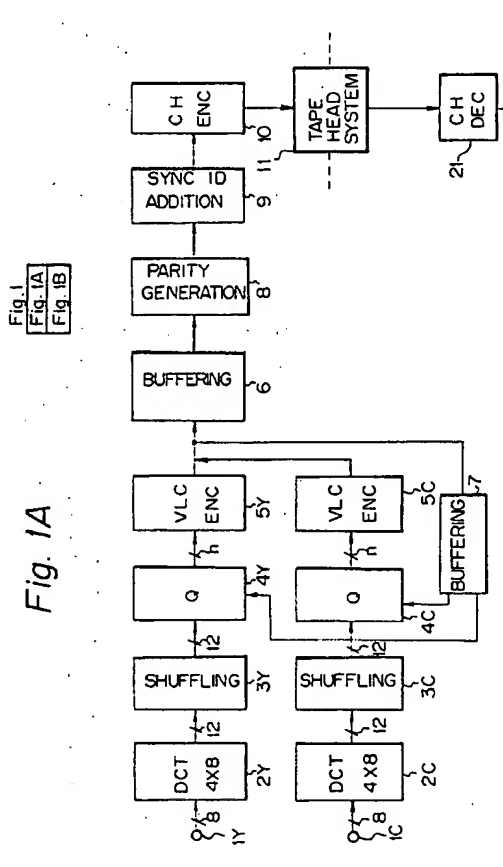 Fig. 1
Fig. 1A
Fig. 1B
Fig. 1A
1Y
8
DCT
4X8
2Y
12
SHUFFLING
3Y
12
Q
4Y
n
VLC
ENC
5Y
BUFFERING
6
PARITY
GENERATION
8
SYNC ID
ADDITION
9
CH
ENC
10
11
TAPE
HEAD
SYSTEM
CH
DEC
21
1C
8
DCT
4X8
2C
12
SHUFFLING
3C
12
Q
4C
n
VLC
ENC
5C
BUFFERING
7